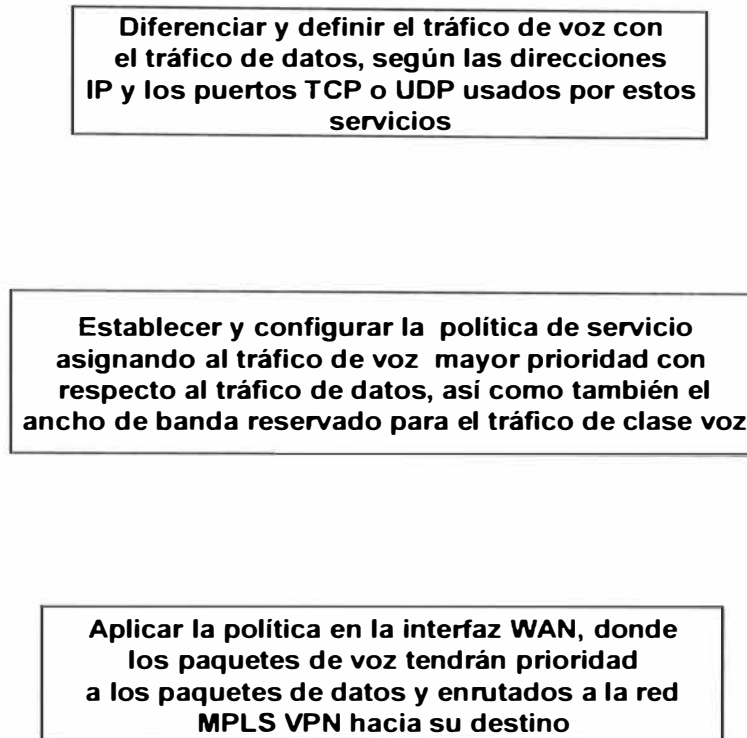 Diferenciar y definir el tráfico de voz con
el tráfico de datos, según las direcciones
IP y los puertos TCP o UDP usados por estos
servicios
Establecer y configurar la política de servicio
asignando al tráfico de voz mayor prioridad con
respecto al tráfico de datos, así como también el
ancho de banda reservado para el tráfico de clase voz
Aplicar la política en la interfaz WAN, donde
los paquetes de voz tendrán prioridad
a los paquetes de datos y enrutados a la red
MPLS VPN hacia su destino